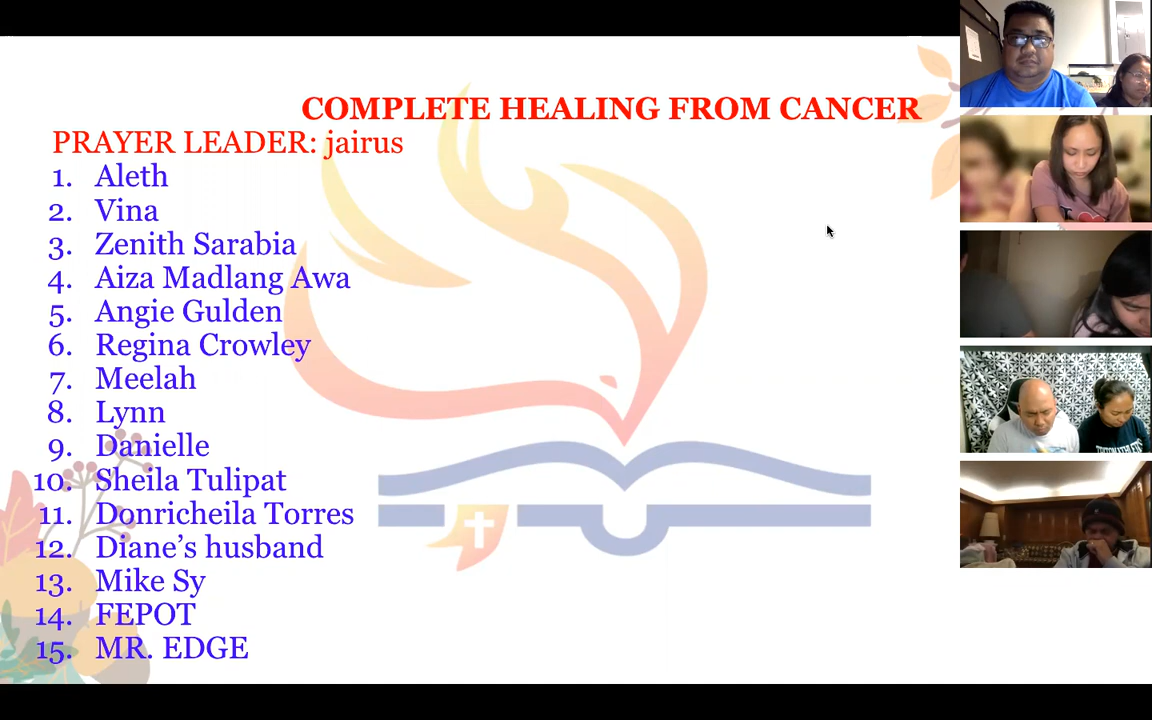 COMPLETE HEALING FROM CANCER
PRAYER LEADER: jairus
1. Aleth
2. Vina
3. Zenith Sarabia
4. Aiza Madlang Awa
5. Angie Gulden
6. Regina Crowley
7. Meelah
8. Lynn
9. Danielle
10. Sheila Tulipat
11. Donricheila Torres
12. Diane’s husband
13. Mike Sy
14. FEPOT
15. MR. EDGE